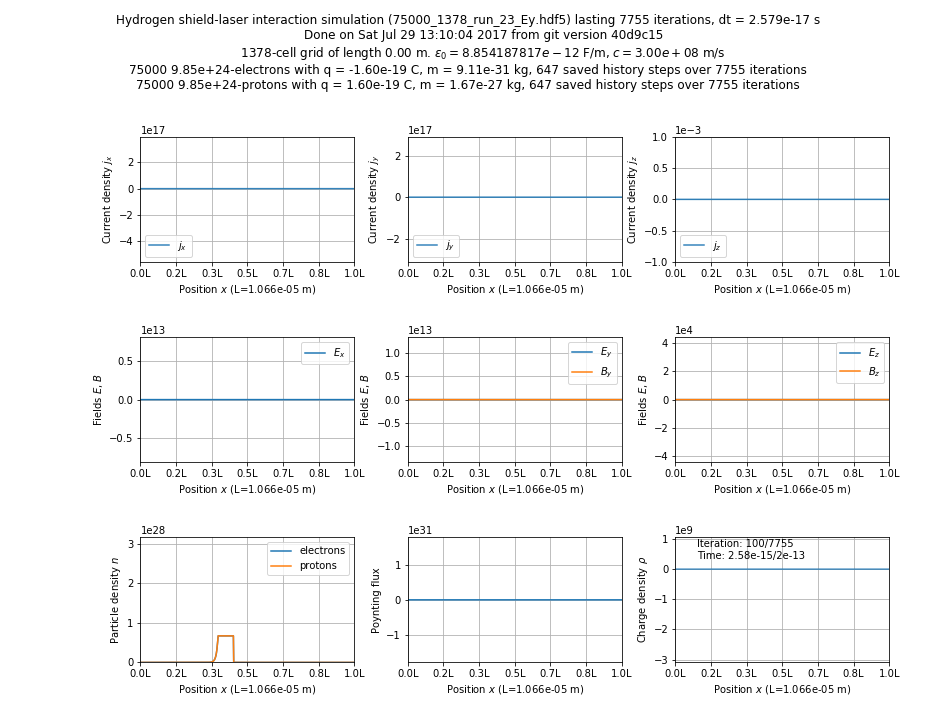 Hydrogen shield-laser interaction simulation (75000_1378_run_23_Ey.hdf5) lasting 7755 iterations, dt = 2.579e-17 s
Done on Sat Jul 29 13:10:04 2017 from git version 40d9c15
1378-cell grid of length 0.00 m. ε₀ = 8.854187817e − 12 F/m, c = 3.00e + 08 m/s
75000 9.85e+24-electrons with q = -1.60e-19 C, m = 9.11e-31 kg, 647 saved history steps over 7755 iterations
75000 9.85e+24-protons with q = 1.60e-19 C, m = 1.67e-27 kg, 647 saved history steps over 7755 iterations
1e17
Current density jₓ
2
0
−2
−4
jₓ
0.0L 0.2L 0.3L 0.5L 0.7L 0.8L 1.0L
Position x (L=1.066e-05 m)
1e17
Current density j_y
2
0
−2
j_y
0.0L 0.2L 0.3L 0.5L 0.7L 0.8L 1.0L
Position x (L=1.066e-05 m)
1e−3
Current density j_z
1.0
0.5
0.0
−0.5
−1.0
j_z
0.0L 0.2L 0.3L 0.5L 0.7L 0.8L 1.0L
Position x (L=1.066e-05 m)
1e13
Fields E, B
0.5
0.0
−0.5
Eₓ
0.0L 0.2L 0.3L 0.5L 0.7L 0.8L 1.0L
Position x (L=1.066e-05 m)
1e13
Fields E, B
1.0
0.5
0.0
−0.5
−1.0
E_y
B_y
0.0L 0.2L 0.3L 0.5L 0.7L 0.8L 1.0L
Position x (L=1.066e-05 m)
1e4
Fields E, B
4
2
0
−2
−4
E_z
B_z
0.0L 0.2L 0.3L 0.5L 0.7L 0.8L 1.0L
Position x (L=1.066e-05 m)
1e28
Particle density n
3
2
1
0
electrons
protons
0.0L 0.2L 0.3L 0.5L 0.7L 0.8L 1.0L
Position x (L=1.066e-05 m)
1e31
Poynting flux
1
0
−1
0.0L 0.2L 0.3L 0.5L 0.7L 0.8L 1.0L
Position x (L=1.066e-05 m)
1e9
Charge density ρ
1
0
−1
−2
−3
Iteration: 100/7755
Time: 2.58e-15/2e-13
0.0L 0.2L 0.3L 0.5L 0.7L 0.8L 1.0L
Position x (L=1.066e-05 m)